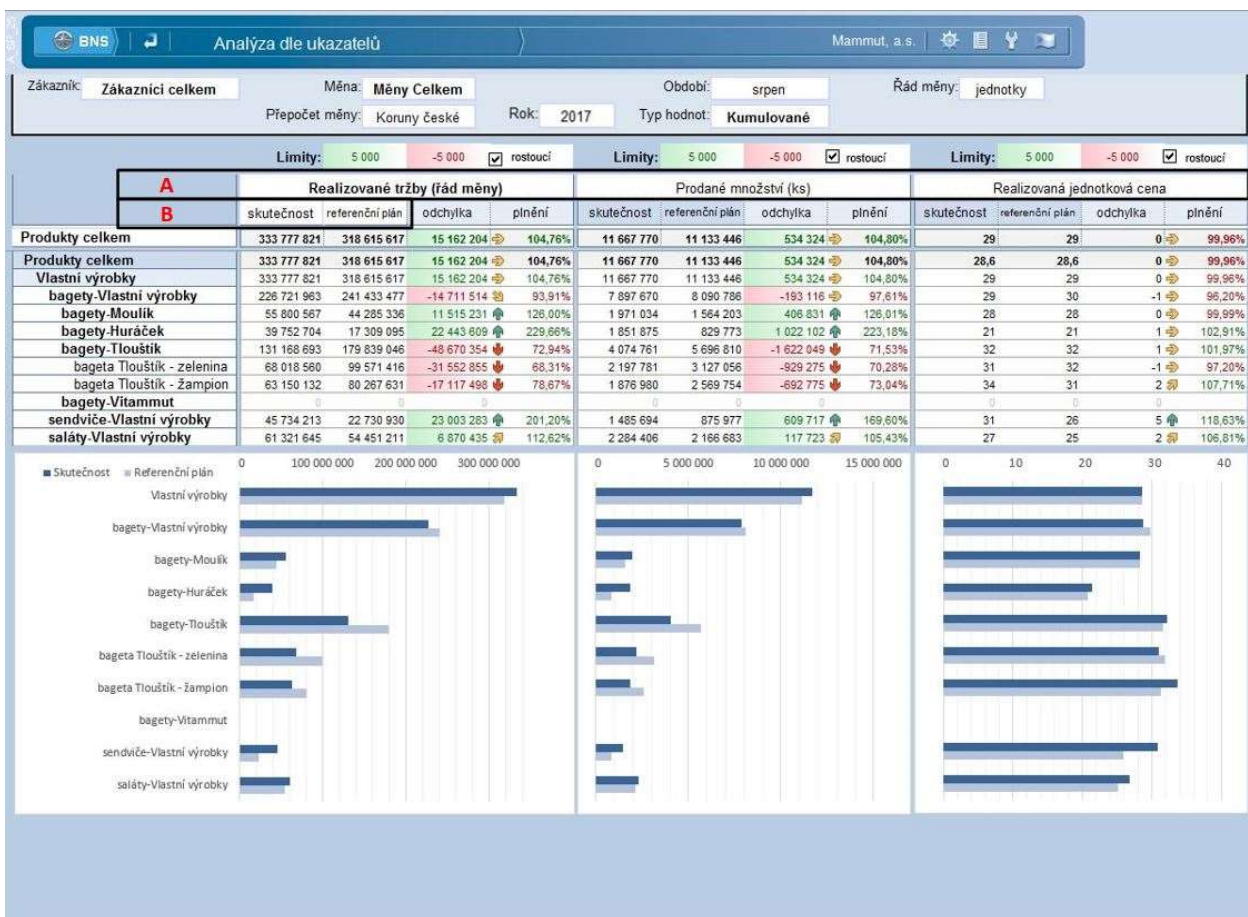 BNS Analýza dle ukazatelů Mammut, a.s.
Zákazník: Zákazníci celkem Měna: Měny Celkem Období: srpen Řád měny: jednotky
Přepočet měny: Koruny české Rok: 2017 Typ hodnot: Kumulované
Limity: 5 000 -5 000 rostoucí Limity: 5 000 -5 000 rostoucí Limity: 5 000 -5 000 rostoucí
A Realizované tržby (řád měny) Prodané množství (ks) Realizovaná jednotková cena
B skutečnost referenční plán odchylka plnění skutečnost referenční plán odchylka plnění skutečnost referenční plán odchylka plnění
Produkty celkem 333 777 821 318 615 617 15 162 204 104,76% 11 667 770 11 133 446 534 324 104,80% 29 29 0 99,96%
Produkty celkem 333 777 821 318 615 617 15 162 204 104,76% 11 667 770 11 133 446 534 324 104,80% 28,6 28,6 0 99,96%
Vlastní výrobky 333 777 821 318 615 617 15 162 204 104,76% 11 667 770 11 133 446 534 324 104,80% 29 29 0 99,96%
bagety-Vlastní výrobky 226 721 963 241 433 477 -14 711 514 93,91% 7 897 670 8 090 786 -193 116 97,61% 29 30 -1 96,20%
bagety-Moulík 55 800 567 44 285 336 11 515 231 126,00% 1 971 034 1 564 203 406 831 126,01% 28 28 0 99,99%
bagety-Huráček 39 752 704 17 309 095 22 443 609 229,66% 1 851 875 829 773 1 022 102 223,18% 21 21 1 102,91%
bagety-Tlouštík 131 168 693 179 839 046 -48 670 354 72,94% 4 074 761 5 696 810 -1 622 049 71,53% 32 32 1 101,97%
bageta Tlouštík - zelenina 68 018 560 99 571 416 -31 552 855 68,31% 2 197 781 3 127 056 -929 275 70,28% 31 32 -1 97,20%
bageta Tlouštík - žampion 63 150 132 80 267 631 -17 117 498 78,67% 1 876 980 2 569 754 -692 775 73,04% 34 31 2 107,71%
bagety-Vitammut 0 0 0 0 0 0 0 0 0
sendviče-Vlastní výrobky 45 734 213 22 730 930 23 003 283 201,20% 1 485 694 875 977 609 717 169,60% 31 26 5 118,63%
saláty-Vlastní výrobky 61 321 645 54 451 211 6 870 435 112,62% 2 284 406 2 166 683 117 723 105,43% 27 25 2 106,81%
Skutečnost Referenční plán 0 100 000 000 200 000 000 300 000 000 0 5 000 000 10 000 000 15 000 000 0 10 20 30 40
Vlastní výrobky
bagety-Vlastní výrobky
bagety-Moulík
bagety-Huráček
bagety-Tlouštík
bageta Tlouštík - zelenina
bageta Tlouštík - žampion
bagety-Vitammut
sendviče-Vlastní výrobky
saláty-Vlastní výrobky